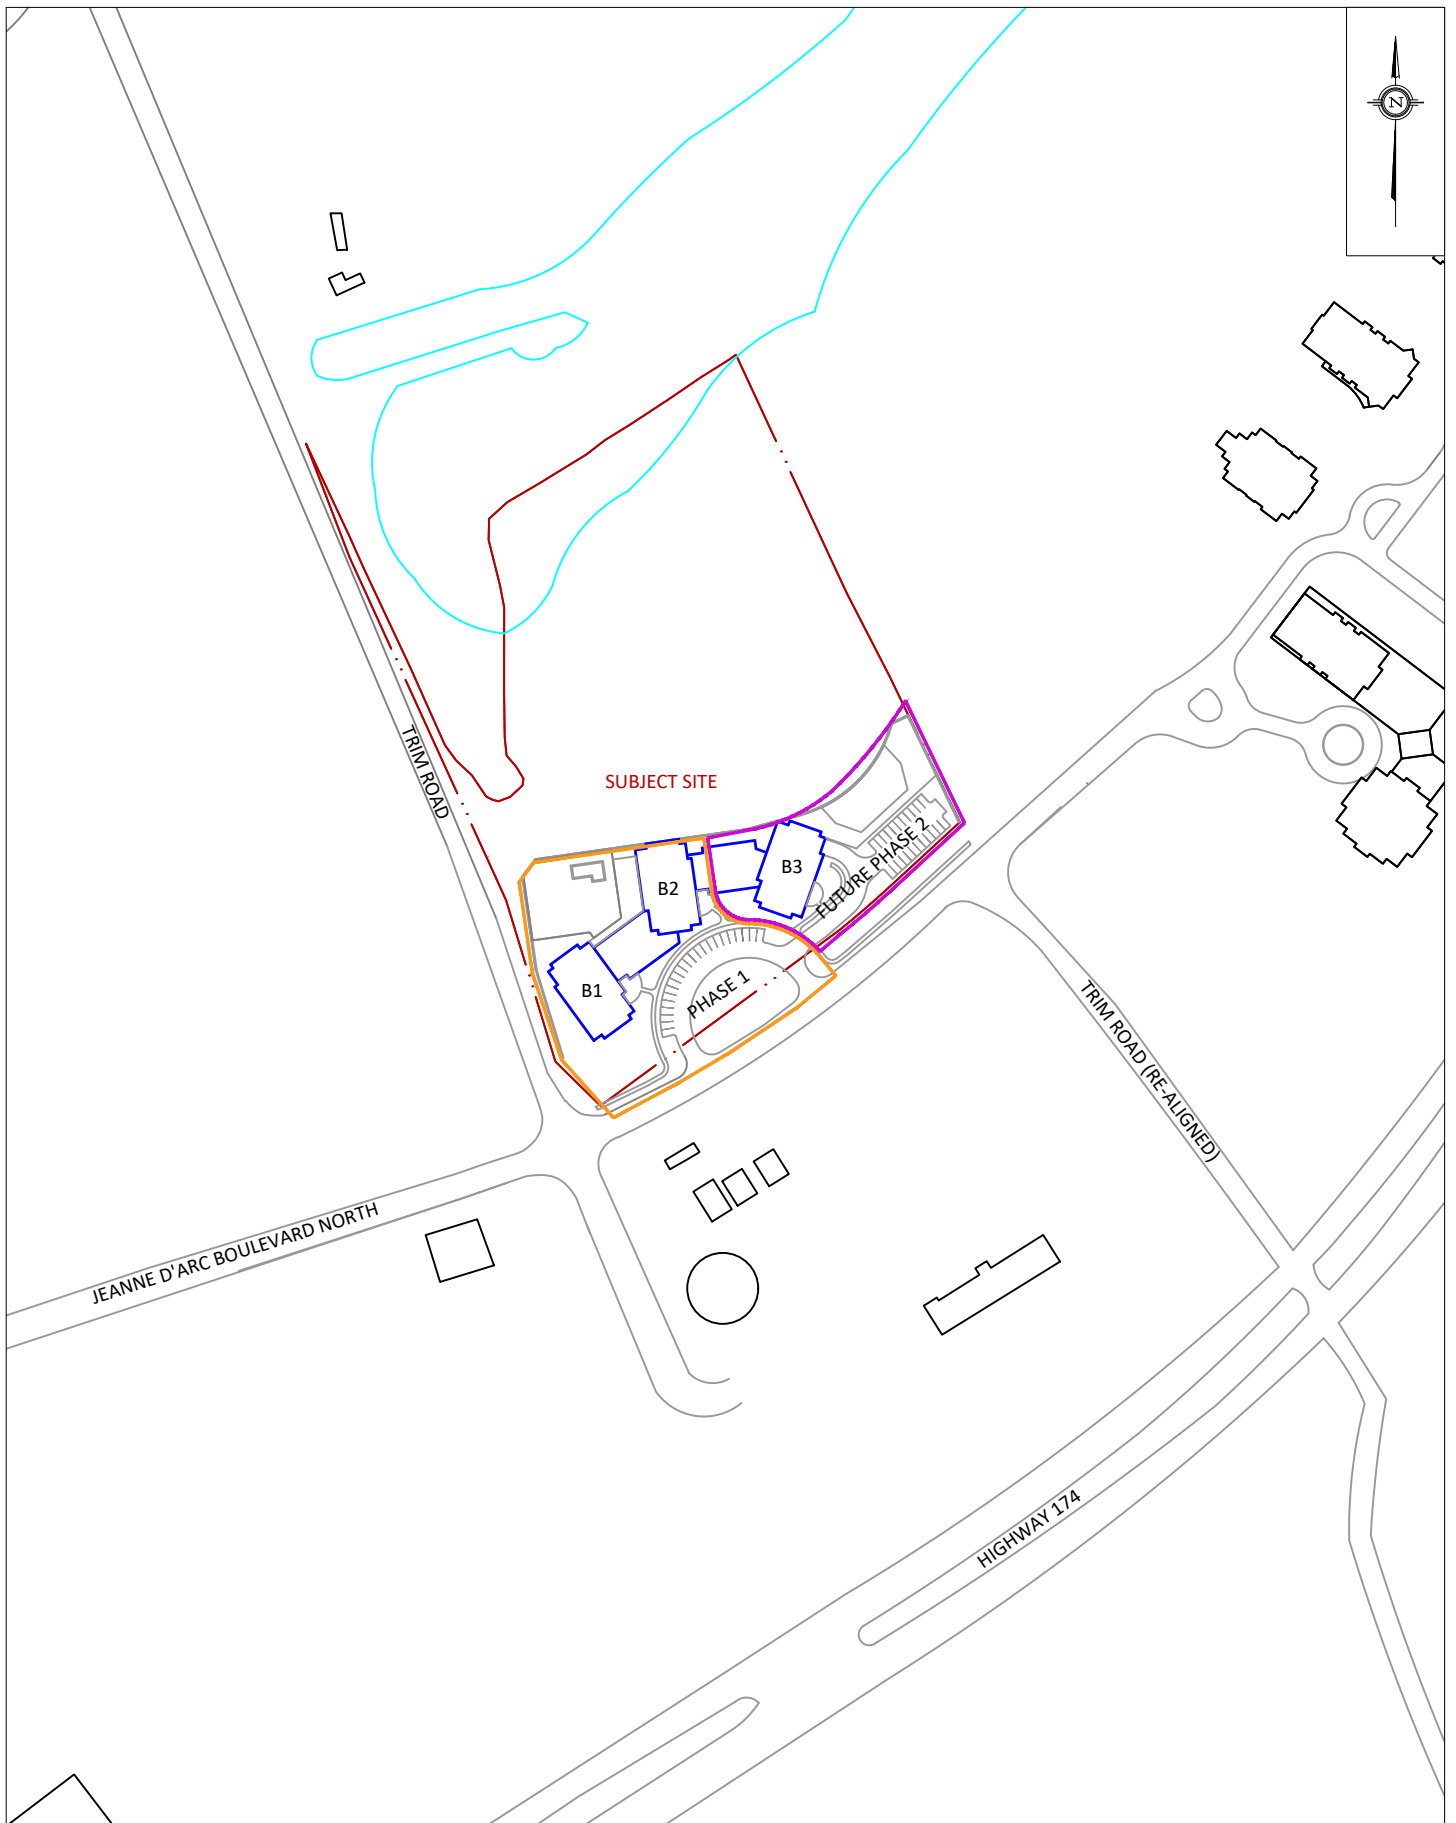 N
TRIM ROAD
SUBJECT SITE
B3
B2
FUTURE PHASE 2
B1
PHASE 1
TRIM ROAD (RE-ALIGNED)
JEANNE D'ARC BOULEVARD NORTH
HIGHWAY 174